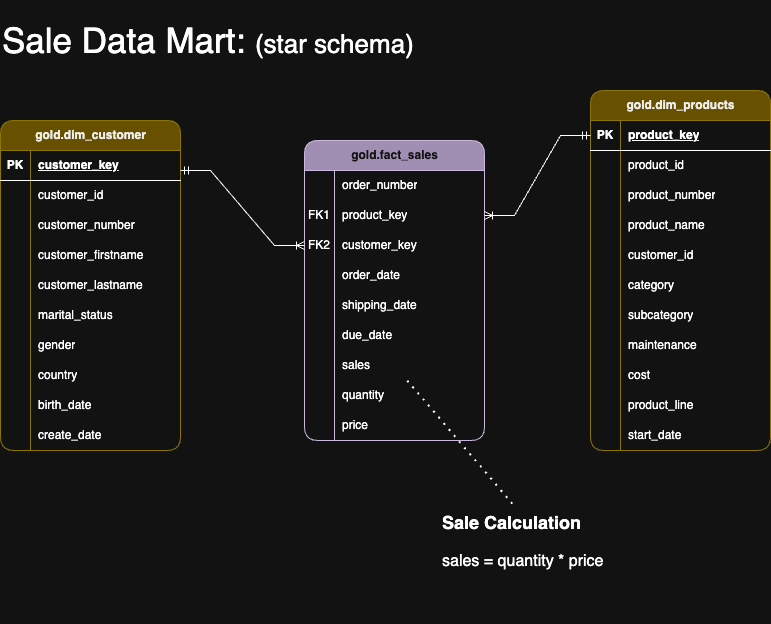 Sale Data Mart: (star schema)
gold.dim_customer
PK customer_key
customer_id
customer_number
customer_firstname
customer_lastname
marital_status
gender
country
birth_date
create_date
gold.fact_sales
order_number
FK1 product_key
FK2 customer_key
order_date
shipping_date
due_date
sales
quantity
price
gold.dim_products
PK product_key
product_id
product_number
product_name
customer_id
category
subcategory
maintenance
cost
product_line
start_date
Sale Calculation
sales = quantity * price